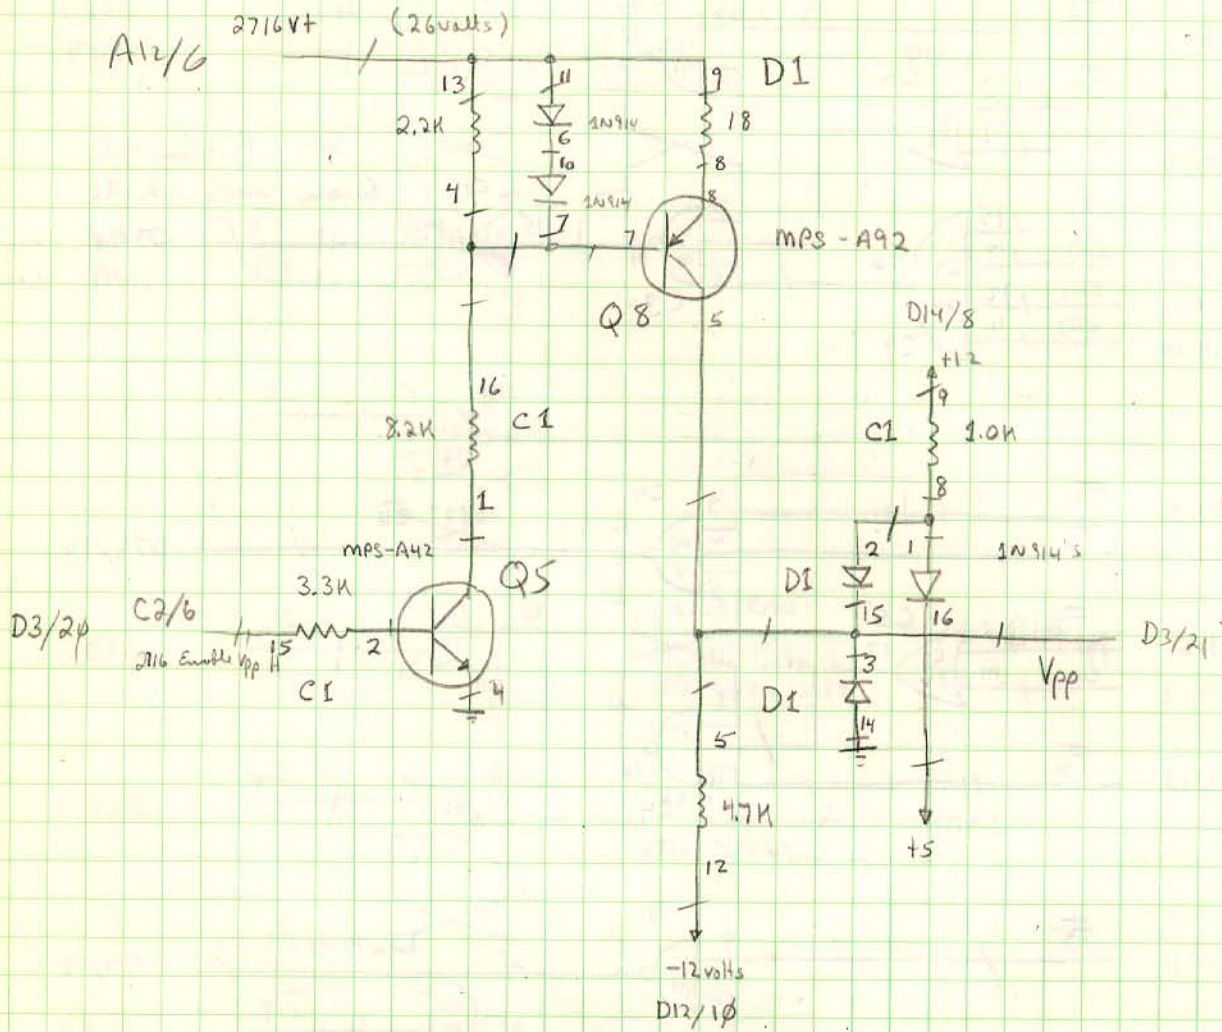 2716V+ (26volts)
A12/6
D1
13
11
9
2.2K
1N914
18
6
10
8
4
1N914
7
8
7
MPS-A92
Q8
5
D14/8
+12
9
16
8.2K
C1
C1
1.0K
8
1
MPS-A42
2
1
1N914's
Q5
3.3K
D1
15
16
D3/2φ
C2/6
15
2
D3/21
2716 Enable Vpp H
3
Vpp
C1
4
D1
14
5
4.7K
+5
12
-12volts
D12/1φ